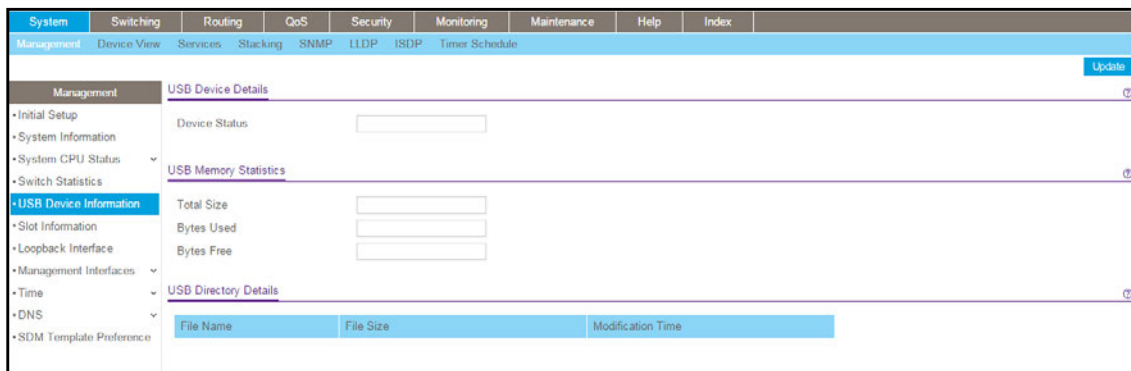 System Switching Routing QoS Security Monitoring Maintenance Help Index
Management Device View Services Stacking SNMP LLDP ISDP Timer Schedule
Update
Management
• Initial Setup
• System Information
• System CPU Status
• Switch Statistics
• USB Device Information
• Slot Information
• Loopback Interface
• Management Interfaces
• Time
• DNS
• SDM Template Preference
USB Device Details
Device Status
USB Memory Statistics
Total Size
Bytes Used
Bytes Free
USB Directory Details
File Name File Size Modification Time